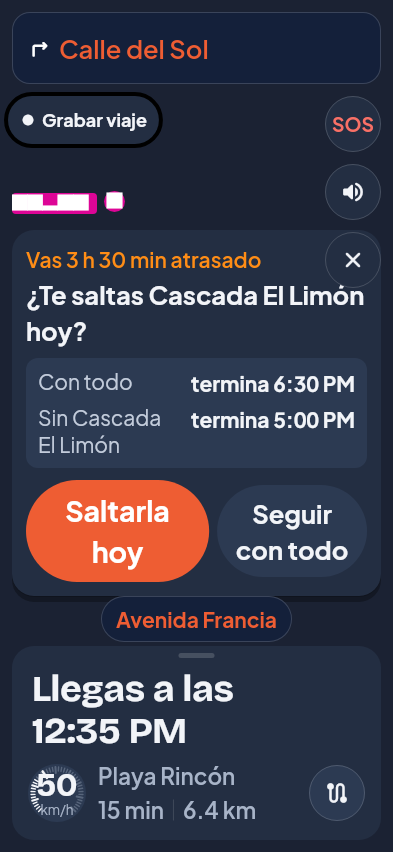 Calle del Sol
Grabar viaje
SOS
Vas 3 h 30 min atrasado
¿Te saltas Cascada El Limón
hoy?
Con todo termina 6:30 PM
Sin Cascada termina 5:00 PM
El Limón
Saltarla
hoy
Seguir
con todo
Avenida Francia
Llegas a las
12:35 PM
50
km/h
Playa Rincón
15 min 6.4 km